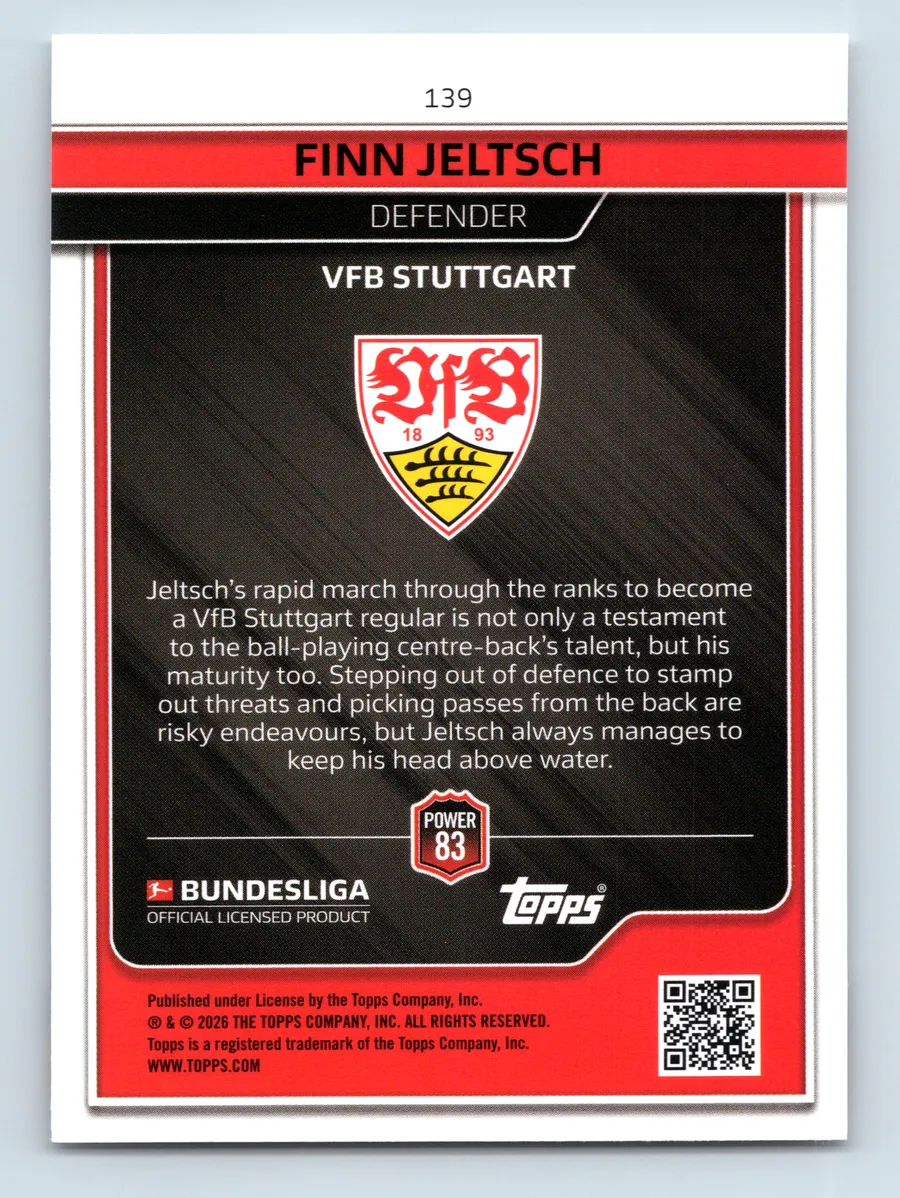 139
FINN JELTSCH
DEFENDER
VFB STUTTGART
VfB
18 93
Jeltsch's rapid march through the ranks to become
a VfB Stuttgart regular is not only a testament
to the ball-playing centre-back's talent, but his
maturity too. Stepping out of defence to stamp
out threats and picking passes from the back are
risky endeavours, but Jeltsch always manages to
keep his head above water.
POWER
83
BUNDESLIGA
OFFICIAL LICENSED PRODUCT
topps®
Published under License by the Topps Company, Inc.
® & © 2026 THE TOPPS COMPANY, INC. ALL RIGHTS RESERVED.
Topps is a registered trademark of the Topps Company, Inc.
WWW.TOPPS.COM